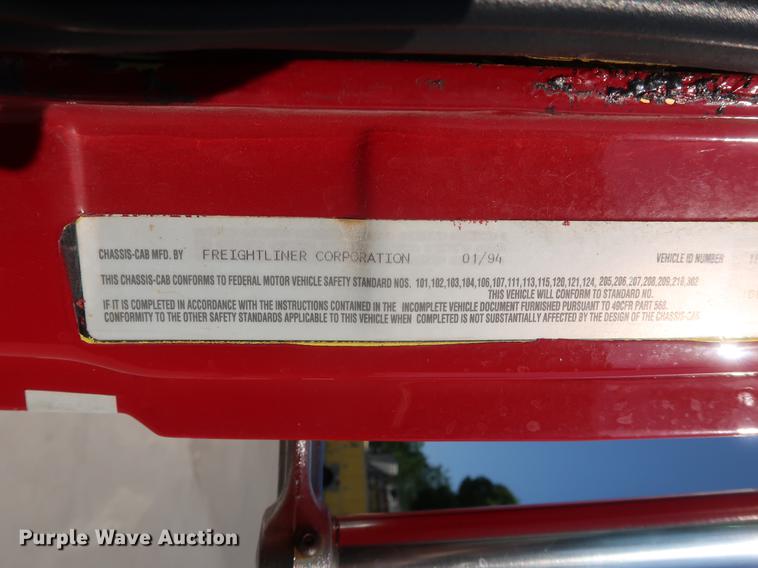 CHASSIS-CAB MFD. BY FREIGHTLINER CORPORATION 01/94 VEHICLE ID NUMBER
THIS CHASSIS-CAB CONFORMS TO FEDERAL MOTOR VEHICLE SAFETY STANDARD NOS. 101,102,103,104,106,107,111,113,115,120,121,124, 205,206,207,208,209,210,302
THIS VEHICLE WILL CONFORM TO STANDARD NO.
IF IT IS COMPLETED IN ACCORDANCE WITH THE INSTRUCTIONS CONTAINED IN THE INCOMPLETE VEHICLE DOCUMENT FURNISHED PURSUANT TO 49CFR PART 568.
CONFORMITY TO THE OTHER SAFETY STANDARDS APPLICABLE TO THIS VEHICLE WHEN COMPLETED IS NOT SUBSTANTIALLY AFFECTED BY THE DESIGN OF THE CHASSIS-CAB.
Purple Wave Auction